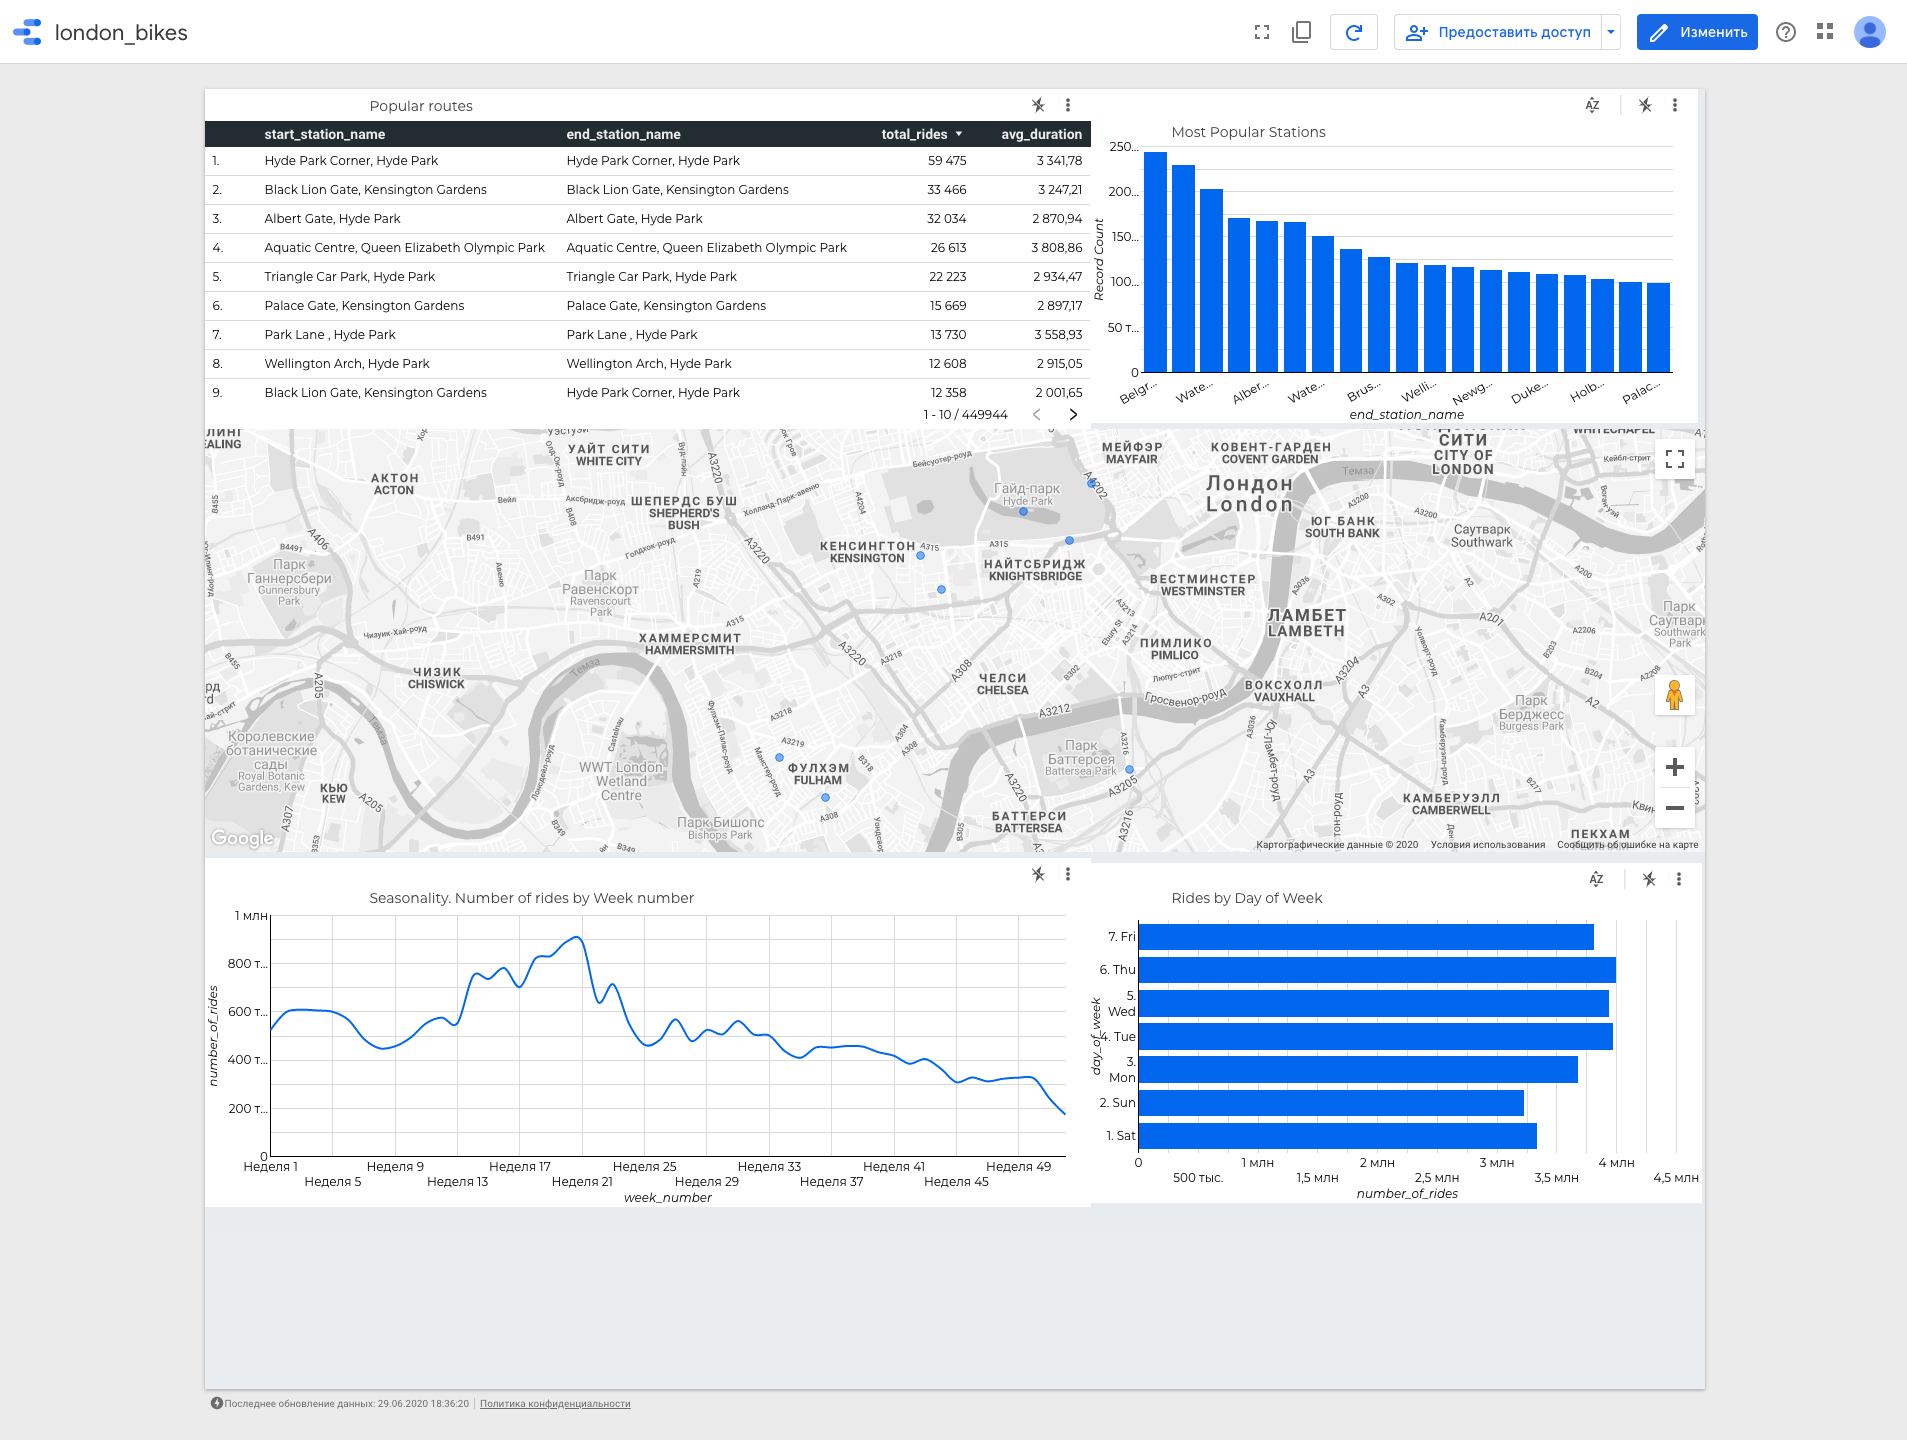 london_bikes
Предоставить доступ
Изменить
Popular routes
start_station_name end_station_name total_rides avg_duration
1. Hyde Park Corner, Hyde Park Hyde Park Corner, Hyde Park 59 475 3 341,78
2. Black Lion Gate, Kensington Gardens Black Lion Gate, Kensington Gardens 33 466 3 247,21
3. Albert Gate, Hyde Park Albert Gate, Hyde Park 32 034 2 870,94
4. Aquatic Centre, Queen Elizabeth Olympic Park Aquatic Centre, Queen Elizabeth Olympic Park 26 613 3 808,86
5. Triangle Car Park, Hyde Park Triangle Car Park, Hyde Park 22 223 2 934,47
6. Palace Gate, Kensington Gardens Palace Gate, Kensington Gardens 15 669 2 897,17
7. Park Lane , Hyde Park Park Lane , Hyde Park 13 730 3 558,93
8. Wellington Arch, Hyde Park Wellington Arch, Hyde Park 12 608 2 915,05
9. Black Lion Gate, Kensington Gardens Hyde Park Corner, Hyde Park 12 358 2 001,65
1 - 10 / 449944
AZ
Most Popular Stations
250...
200...
150...
100...
50 т...
0
Record Count
Belgr... Wate... Alber... Wate... Brus... Welli... Newg... Duke... Holb... Palac...
end_station_name
УАЙТ СИТИ
WHITE CITY
АКТОН
ACTON
ШЕПЕРДС БУШ
SHEPHERD'S
BUSH
Гайд-парк
Hyde Park
МЕЙФЭР
MAYFAIR
КОВЕНТ-ГАРДЕН
COVENT GARDEN
СИТИ
CITY OF
LONDON
Лондон
London
ЮГ БАНК
SOUTH BANK
Саутварк
Southwark
КЕНСИНГТОН
KENSINGTON
НАЙТСБРИДЖ
KNIGHTSBRIDGE
ВЕСТМИНСТЕР
WESTMINSTER
Парк
Ганнерсбери
Gunnersbury
Park
Парк
Равенскорт
Ravenscourt
Park
ЛАМБЕТ
LAMBETH
ХАММЕРСМИТ
HAMMERSMITH
ПИМЛИКО
PIMLICO
ЧИЗИК
CHISWICK
ЧЕЛСИ
CHELSEA
ВОКСХОЛЛ
VAUXHALL
Гросвенор-роуд
Парк
Берджесс
Burgess Park
Королевские
ботанические
сады
Royal Botanic
Gardens, Kew
КЬЮ
KEW
WWT London
Wetland
Centre
ФУЛХЭМ
FULHAM
Парк
Баттерсеа
Battersea Park
Парк Бишопс
Bishops Park
БАТТЕРСИ
BATTERSEA
КАМБЕРУЭЛЛ
CAMBERWELL
ПЕКХАМ
Google
Картографические данные © 2020 Условия использования Сообщить об ошибке на карте
Seasonality. Number of rides by Week number
1 млн
800 т...
600 т...
400 т...
200 т...
0
number_of_rides
Неделя 1 Неделя 9 Неделя 17 Неделя 25 Неделя 33 Неделя 41 Неделя 49
Неделя 5 Неделя 13 Неделя 21 Неделя 29 Неделя 37 Неделя 45
week_number
AZ
Rides by Day of Week
7. Fri
6. Thu
5.
Wed
4. Tue
3.
Mon
2. Sun
1. Sat
day_of_week
0 1 млн 2 млн 3 млн 4 млн
500 тыс. 1,5 млн 2,5 млн 3,5 млн 4,5 млн
number_of_rides
Последнее обновление данных: 29.06.2020 18:36:20 Политика конфиденциальности